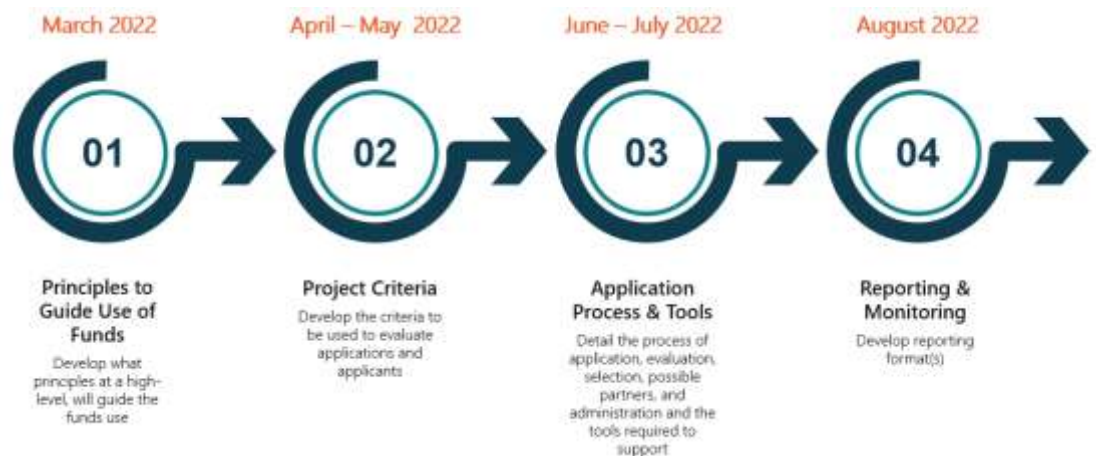 March 2022
April – May 2022
June – July 2022
August 2022
01
02
03
04
Principles to
Guide Use of
Funds
Develop what
principles at a high-
level, will guide the
funds use
Project Criteria
Develop the criteria to
be used to evaluate
applications and
applicants
Application
Process & Tools
Detail the process of
application, evaluation,
selection, possible
partners, and
administration and the
tools required to
support
Reporting &
Monitoring
Develop reporting
format(s)